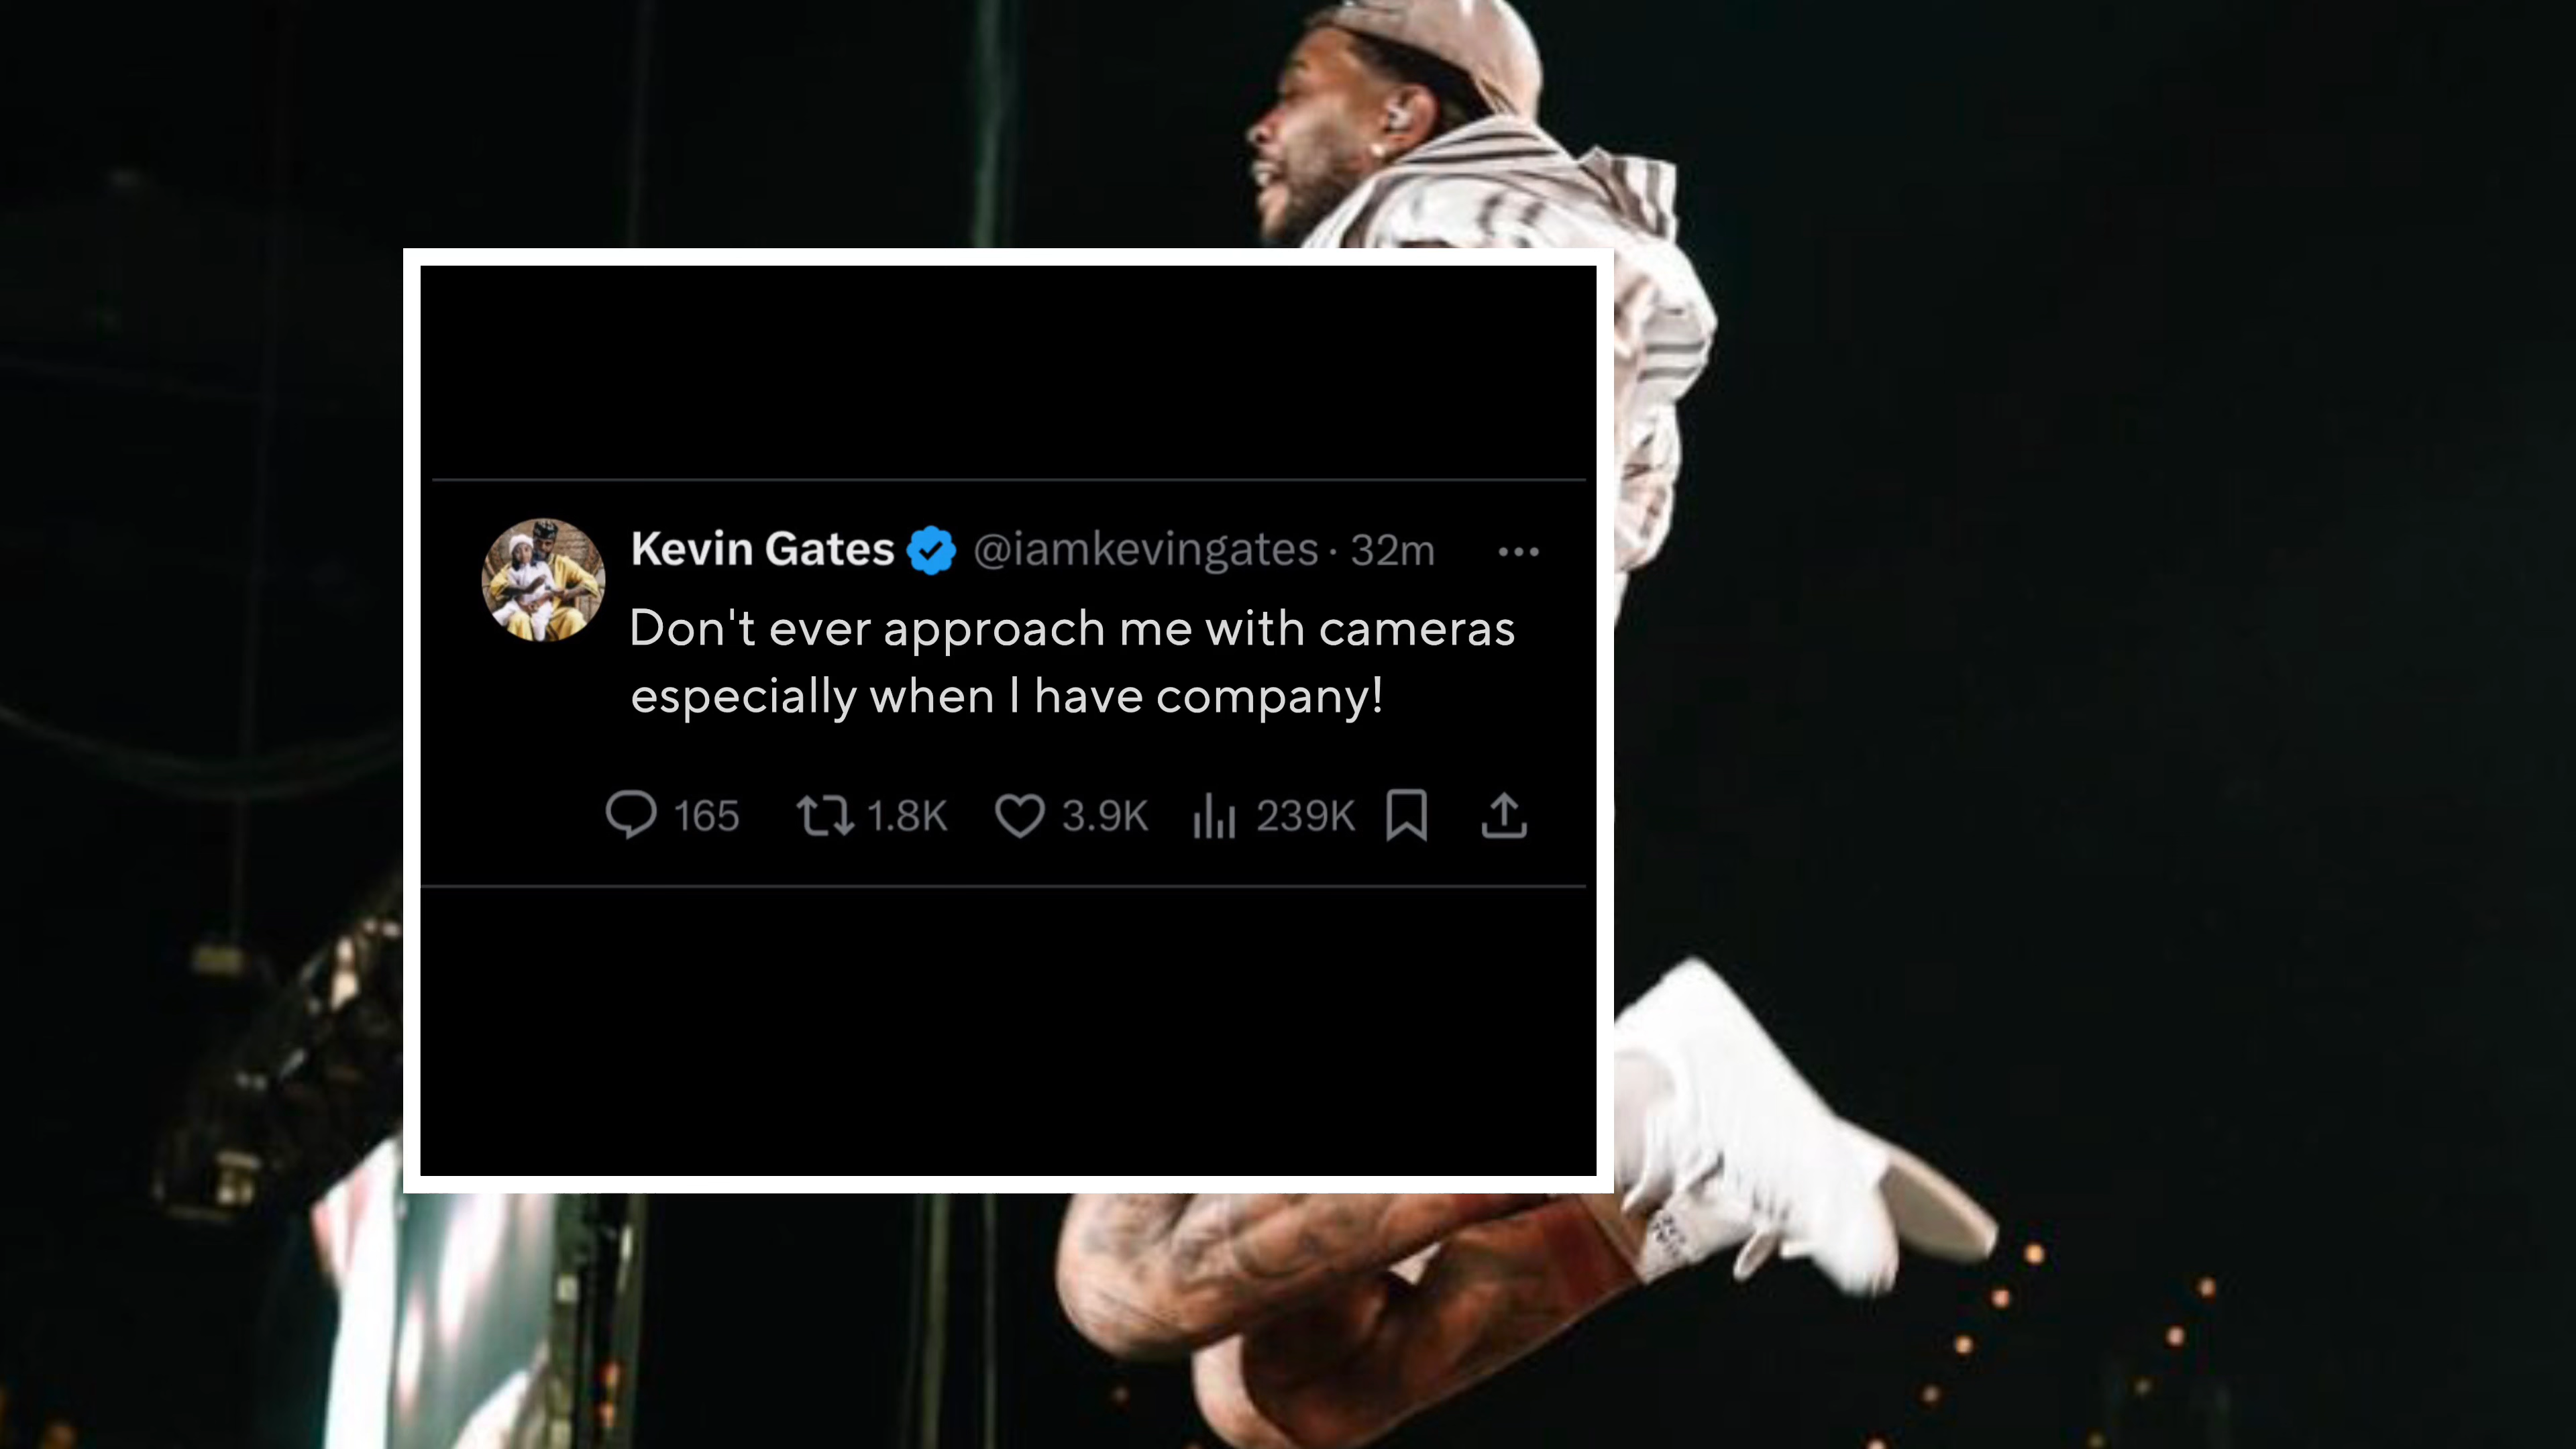 Kevin Gates @iamkevingates · 32m
Don't ever approach me with cameras
especially when I have company!
165 1.8K 3.9K 239K